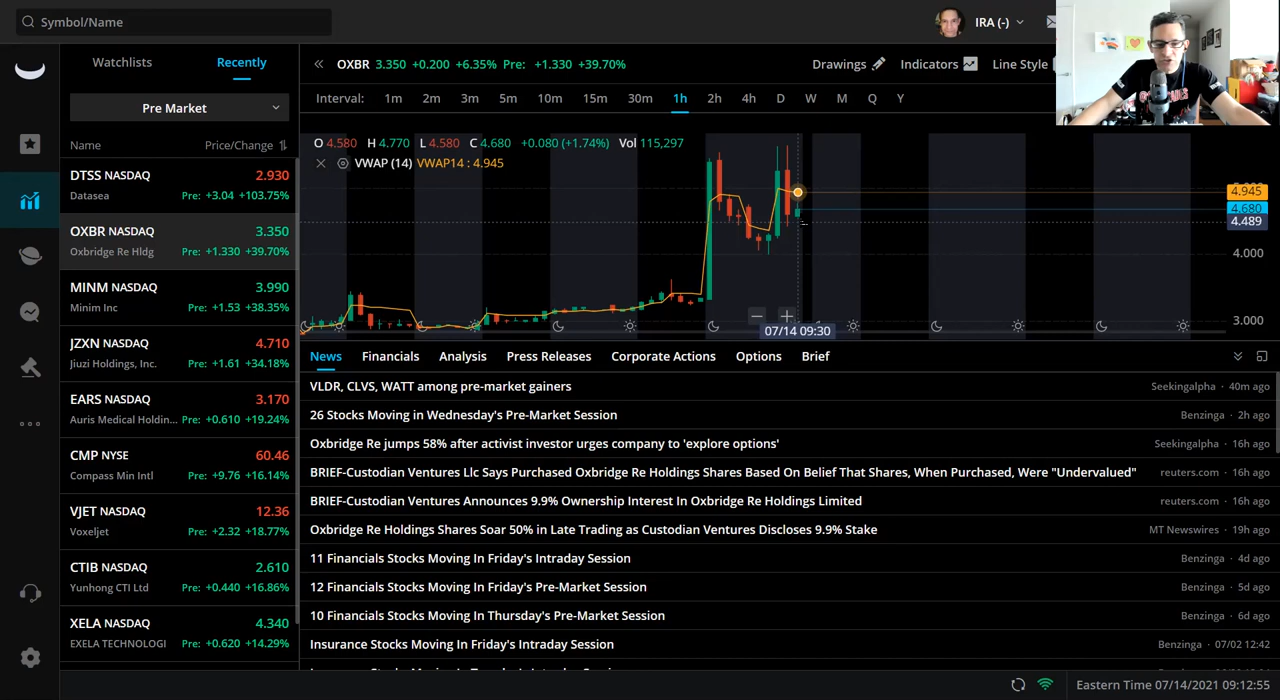 Symbol/Name
IRA (-)
Watchlists
Recently
OXBR 3.350 +0.200 +6.35% Pre: +1.330 +39.70%
Drawings
Indicators
Line Style
Pre Market
Interval: 1m 2m 3m 5m 10m 15m 30m 1h 2h 4h D W M Q Y
Name
Price/Change
O 4.580 H 4.770 L 4.580 C 4.680 +0.080 (+1.74%) Vol 115,297
VWAP (14) VWAP14 : 4.945
DTSS NASDAQ 2.930
Datasea Pre: +3.04 +103.75%
OXBR NASDAQ 3.350
Oxbridge Re Hldg Pre: +1.330 +39.70%
MINM NASDAQ 3.990
Minim Inc Pre: +1.53 +38.35%
JZXN NASDAQ 4.710
Jiuzi Holdings, Inc. Pre: +1.61 +34.18%
EARS NASDAQ 3.170
Auris Medical Holdin... Pre: +0.610 +19.24%
CMP NYSE 60.46
Compass Min Intl Pre: +9.76 +16.14%
VJET NASDAQ 12.36
Voxeljet Pre: +2.32 +18.77%
CTIB NASDAQ 2.610
Yunhong CTI Ltd Pre: +0.440 +16.86%
XELA NASDAQ 4.340
EXELA TECHNOLOGI Pre: +0.620 +14.29%
4.945
4.680
4.489
4.000
3.000
07/14 09:30
News Financials Analysis Press Releases Corporate Actions Options Brief
VLDR, CLVS, WATT among pre-market gainers Seekingalpha · 40m ago
26 Stocks Moving in Wednesday's Pre-Market Session Benzinga · 2h ago
Oxbridge Re jumps 58% after activist investor urges company to 'explore options' Seekingalpha · 16h ago
BRIEF-Custodian Ventures Llc Says Purchased Oxbridge Re Holdings Shares Based On Belief That Shares, When Purchased, Were "Undervalued" reuters.com · 16h ago
BRIEF-Custodian Ventures Announces 9.9% Ownership Interest In Oxbridge Re Holdings Limited reuters.com · 16h ago
Oxbridge Re Holdings Shares Soar 50% in Late Trading as Custodian Ventures Discloses 9.9% Stake MT Newswires · 19h ago
11 Financials Stocks Moving In Friday's Intraday Session Benzinga · 4d ago
12 Financials Stocks Moving In Friday's Pre-Market Session Benzinga · 5d ago
10 Financials Stocks Moving In Thursday's Pre-Market Session Benzinga · 6d ago
Insurance Stocks Moving In Friday's Intraday Session Benzinga · 07/02 12:42
Eastern Time 07/14/2021 09:12:55